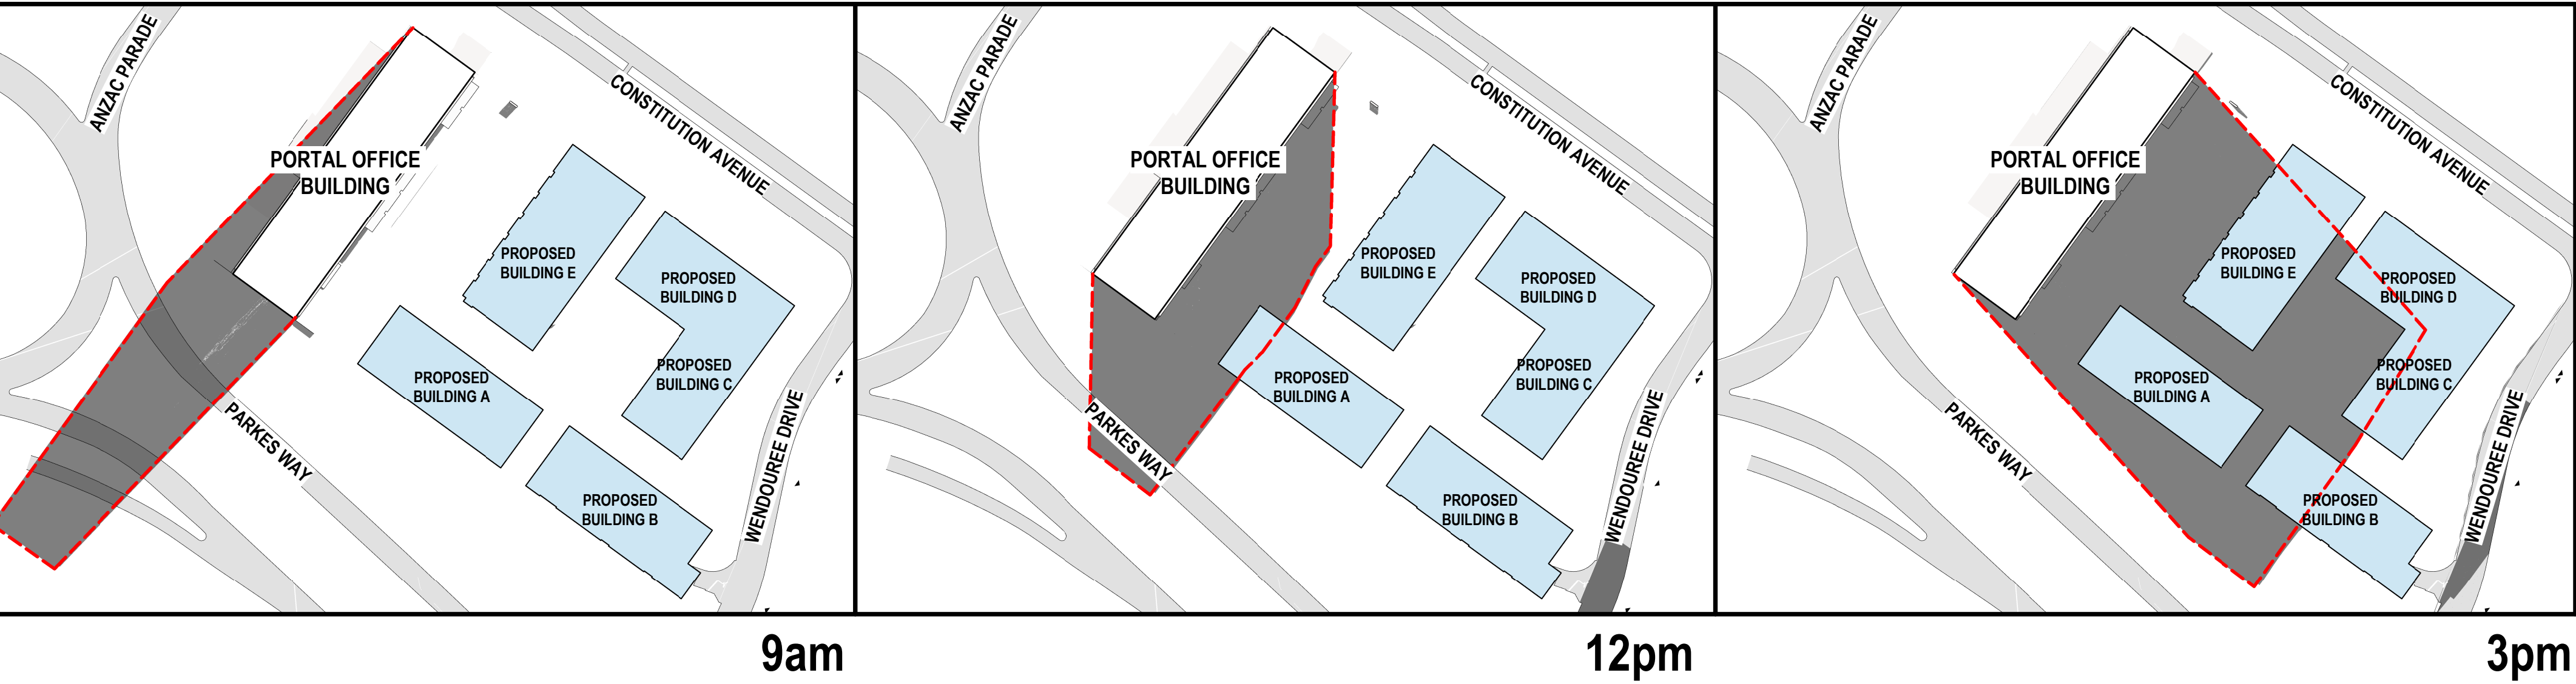 ANZAC PARADE
CONSTITUTION AVENUE
PORTAL OFFICE
BUILDING
PROPOSED
BUILDING E
PROPOSED
BUILDING D
PROPOSED
BUILDING C
PROPOSED
BUILDING A
PARKES WAY
PROPOSED
BUILDING B
WENDOUREE DRIVE
9am
ANZAC PARADE
CONSTITUTION AVENUE
PORTAL OFFICE
BUILDING
PROPOSED
BUILDING E
PROPOSED
BUILDING D
PROPOSED
BUILDING C
PROPOSED
BUILDING A
PARKES WAY
PROPOSED
BUILDING B
WENDOUREE DRIVE
12pm
ANZAC PARADE
CONSTITUTION AVENUE
PORTAL OFFICE
BUILDING
PROPOSED
BUILDING E
PROPOSED
BUILDING D
PROPOSED
BUILDING C
PROPOSED
BUILDING A
PARKES WAY
PROPOSED
BUILDING B
WENDOUREE DRIVE
3pm